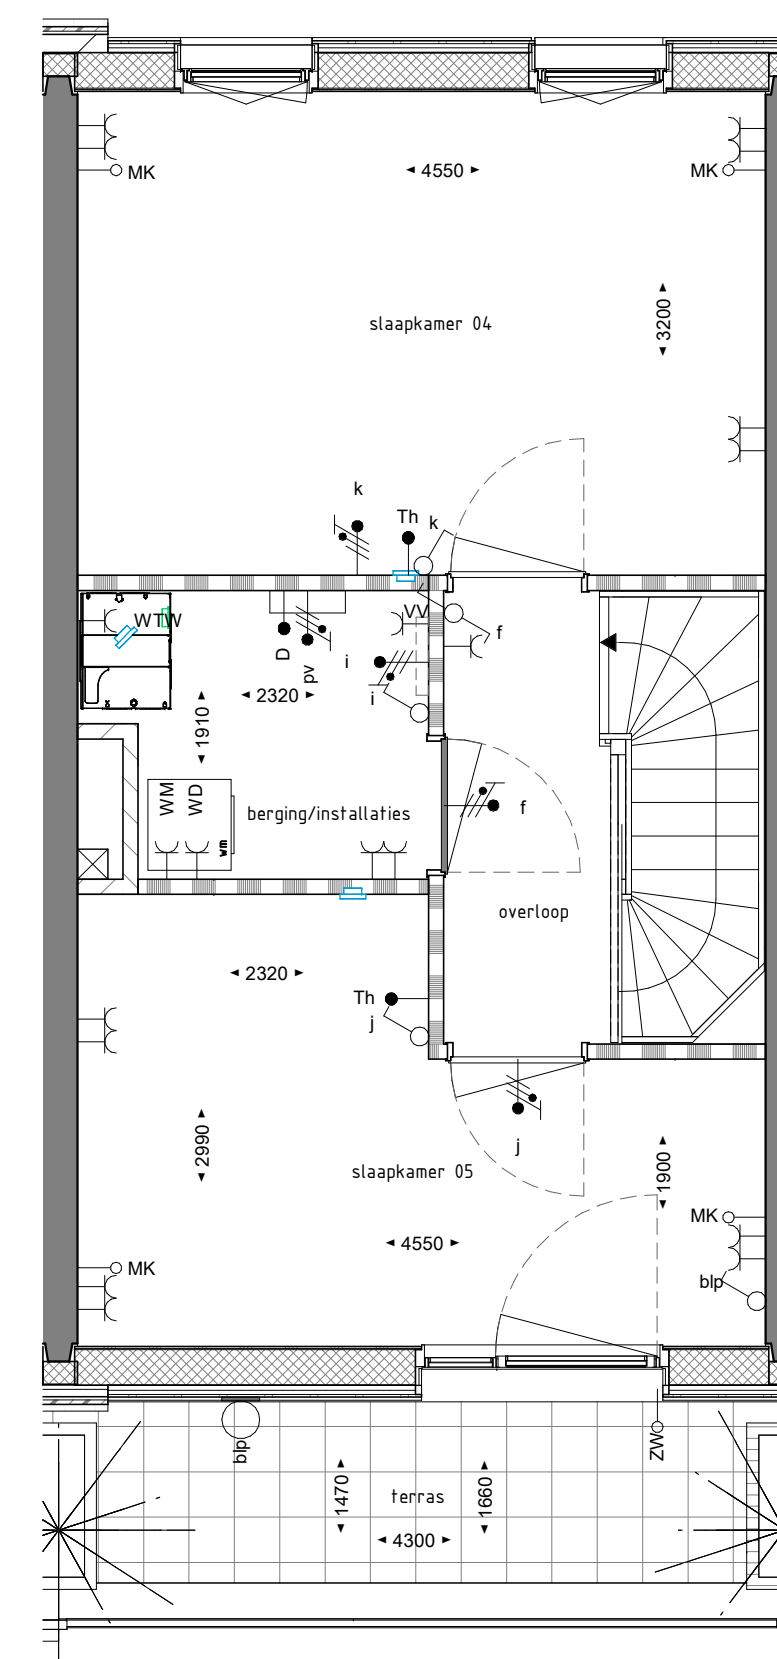 MK
4550
MK
3200
slaapkamer 04
k
Th
k
VV
WTW
D
pv
i
i
f
2320
1910
WM
WD
wm
berging/installaties
f
overloop
2320
Th
j
2990
j
slaapkamer 05
1900
MK
4550
MK
blp
blp
ZW
1470
terras
1660
4300